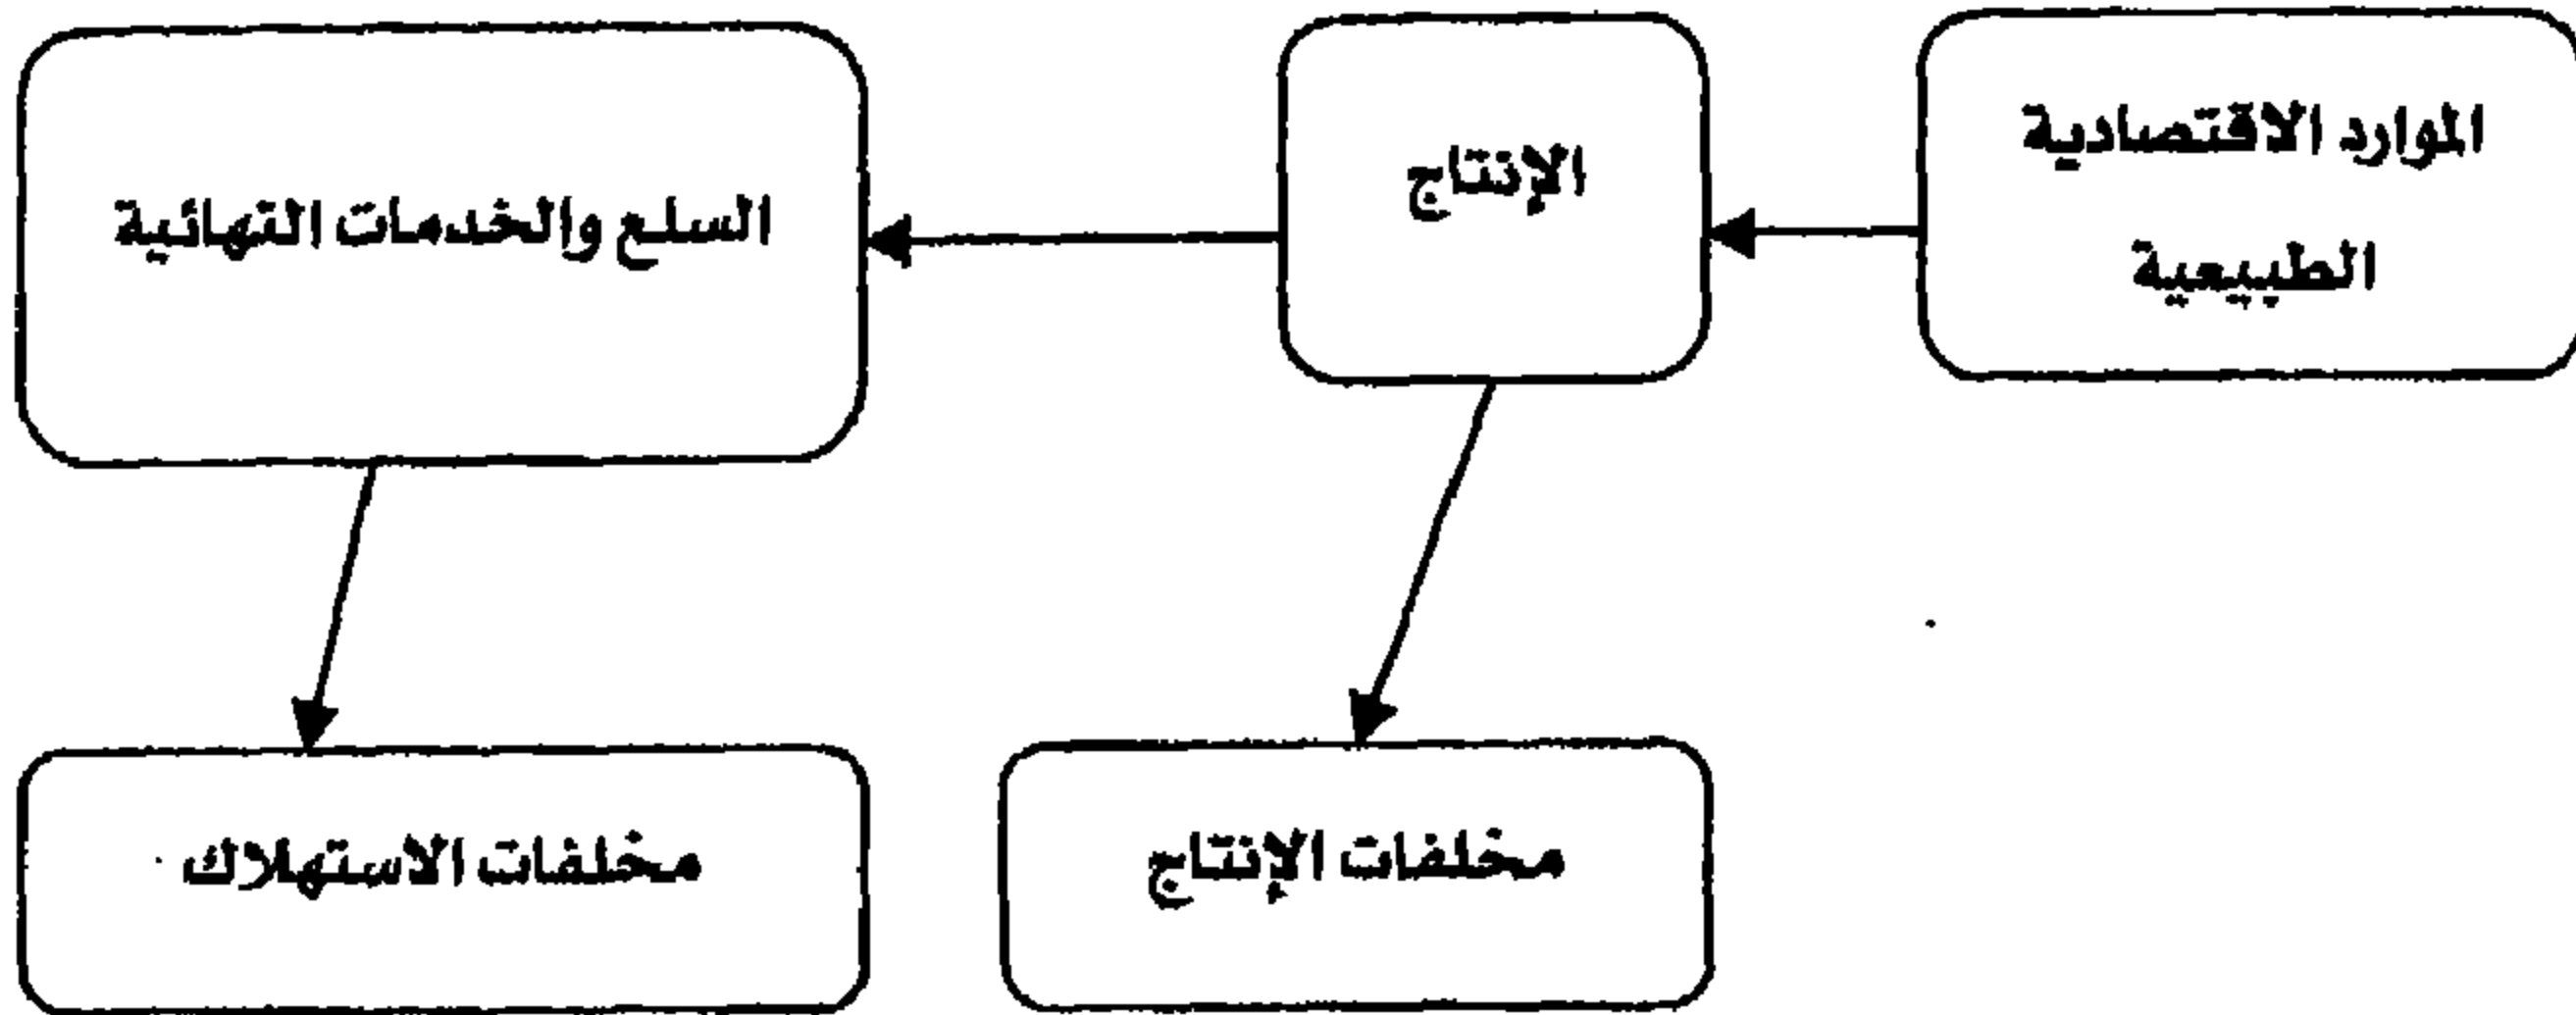 الموارد الاقتصادية
الطبيعية
الإنتاج
السلع والخدمات النهائية
مخلفات الإنتاج
مخلفات الاستهلاك